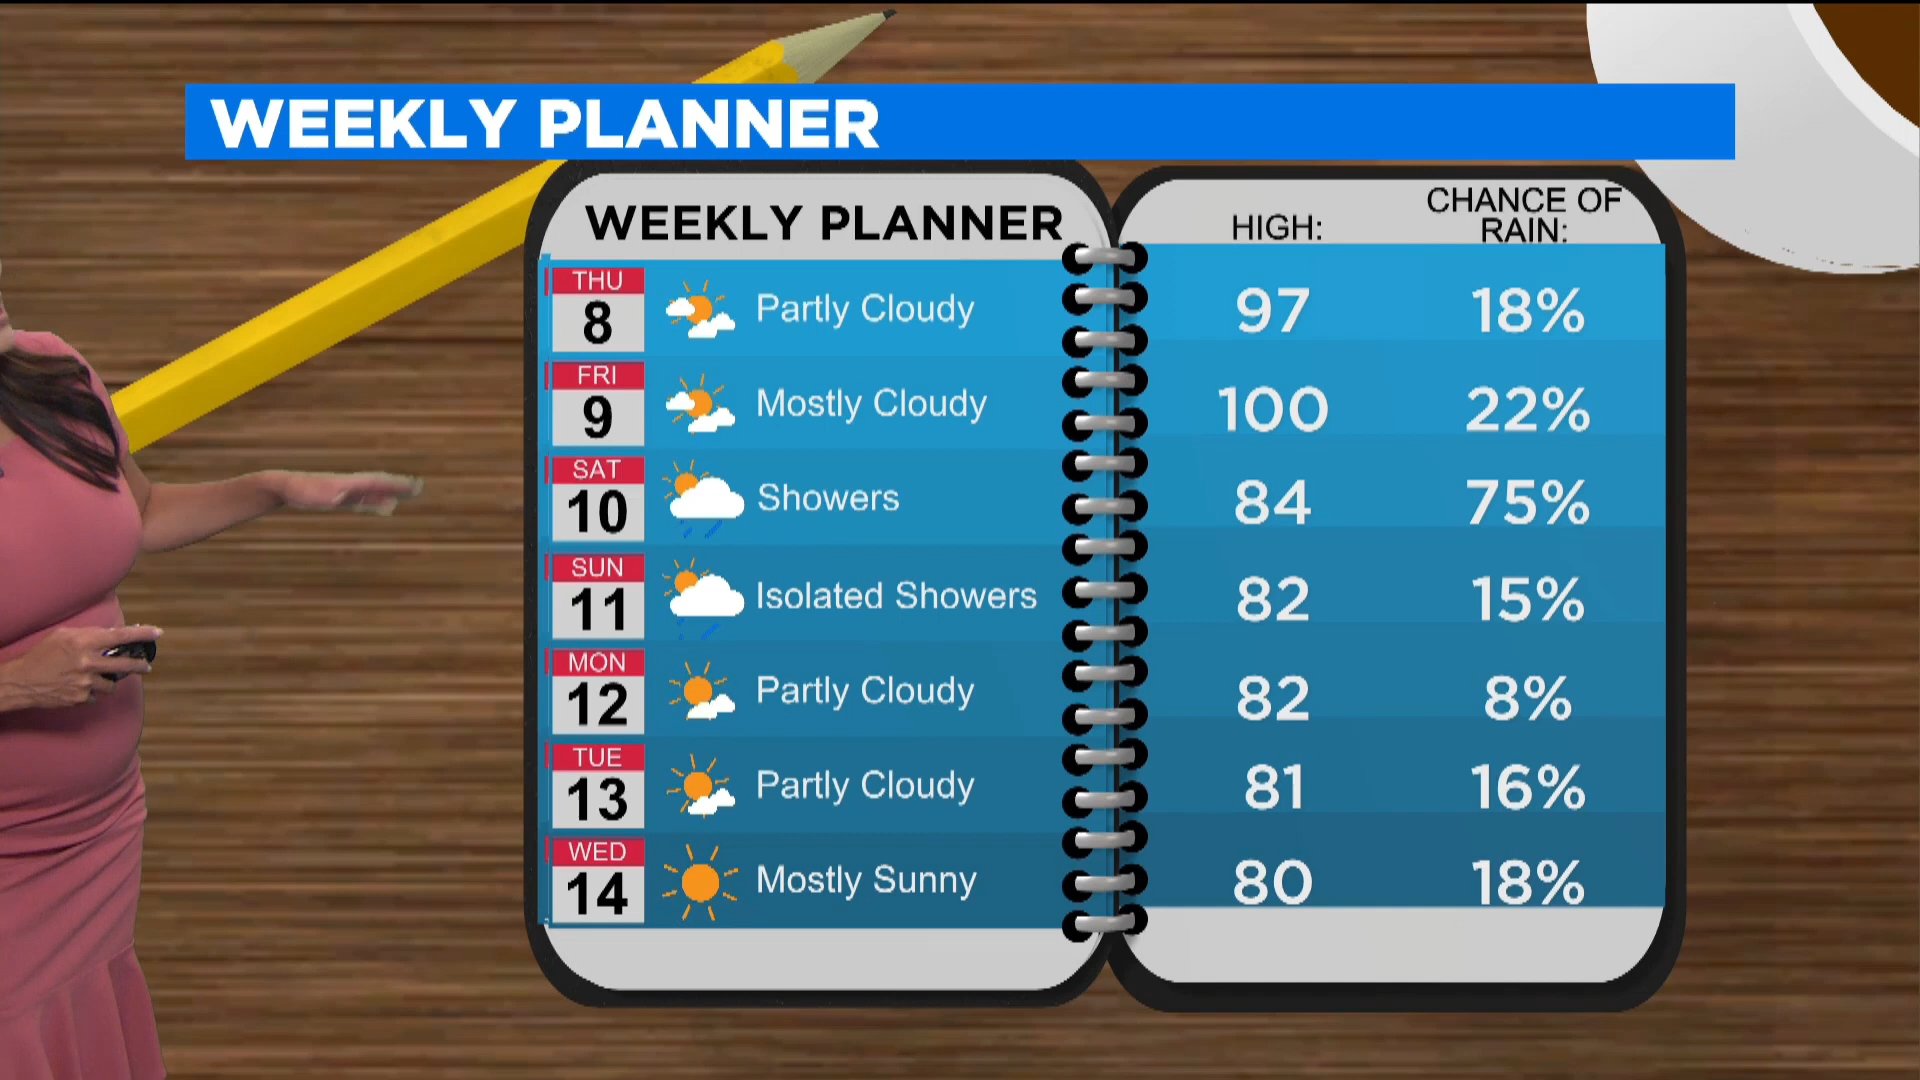 WEEKLY PLANNER
WEEKLY PLANNER
HIGH:
CHANCE OF
RAIN:
THU
8
Partly Cloudy
97
18%
FRI
9
Mostly Cloudy
100
22%
SAT
10
Showers
84
75%
SUN
11
Isolated Showers
82
15%
MON
12
Partly Cloudy
82
8%
TUE
13
Partly Cloudy
81
16%
WED
14
Mostly Sunny
80
18%